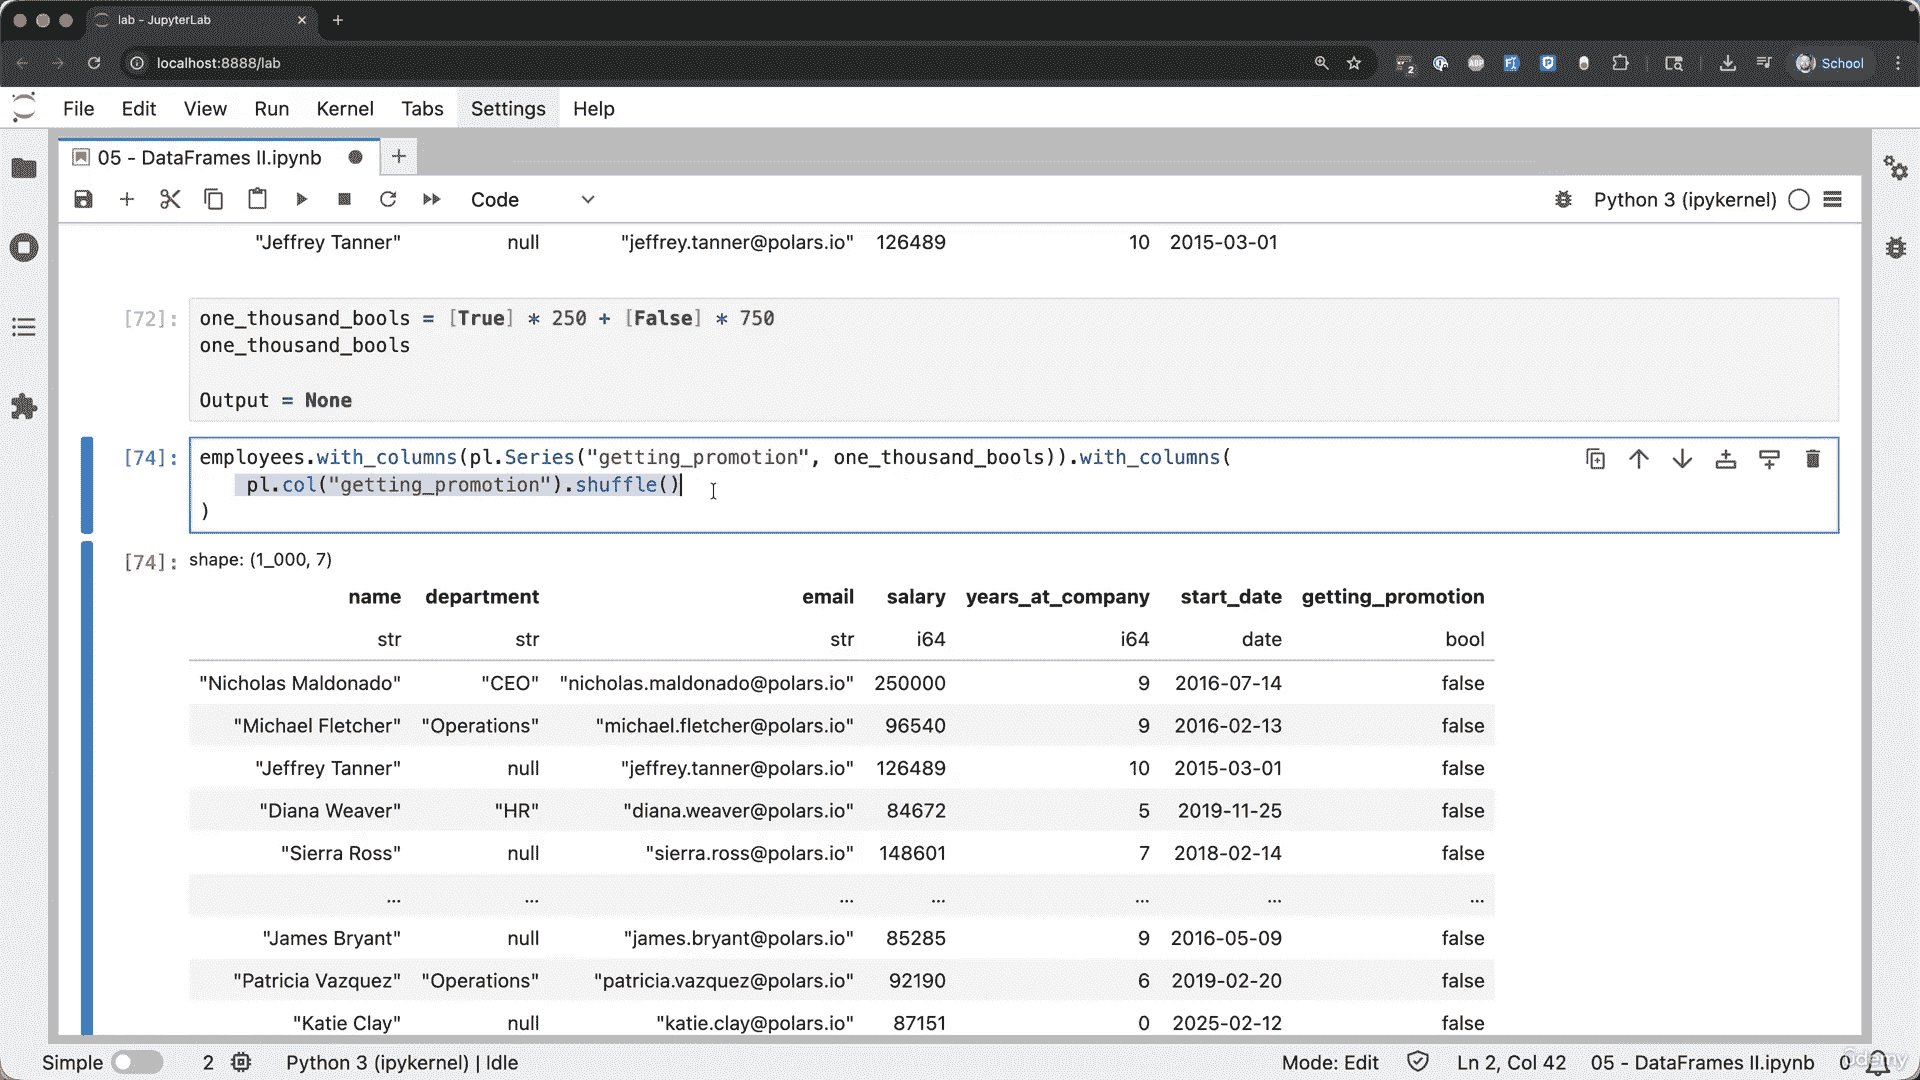 lab - JupyterLab
localhost:8888/lab
2
ABP
School
File Edit View Run Kernel Tabs Settings Help
05 - DataFrames II.ipynb
Code
Python 3 (ipykernel)
"Jeffrey Tanner" null "jeffrey.tanner@polars.io" 126489 10 2015-03-01
[72]: one_thousand_bools = [True] * 250 + [False] * 750
one_thousand_bools
Output = None
[74]: employees.with_columns(pl.Series("getting_promotion", one_thousand_bools)).with_columns(
pl.col("getting_promotion").shuffle()
)
[74]: shape: (1_000, 7)
name department email salary years_at_company start_date getting_promotion
str str str i64 i64 date bool
"Nicholas Maldonado" "CEO" "nicholas.maldonado@polars.io" 250000 9 2016-07-14 false
"Michael Fletcher" "Operations" "michael.fletcher@polars.io" 96540 9 2016-02-13 false
"Jeffrey Tanner" null "jeffrey.tanner@polars.io" 126489 10 2015-03-01 false
"Diana Weaver" "HR" "diana.weaver@polars.io" 84672 5 2019-11-25 false
"Sierra Ross" null "sierra.ross@polars.io" 148601 7 2018-02-14 false
... ... ... ... ... ... ...
"James Bryant" null "james.bryant@polars.io" 85285 9 2016-05-09 false
"Patricia Vazquez" "Operations" "patricia.vazquez@polars.io" 92190 6 2019-02-20 false
"Katie Clay" null "katie.clay@polars.io" 87151 0 2025-02-12 false
Simple 2 Python 3 (ipykernel) | Idle Mode: Edit Ln 2, Col 42 05 - DataFrames II.ipynb 0
udemy